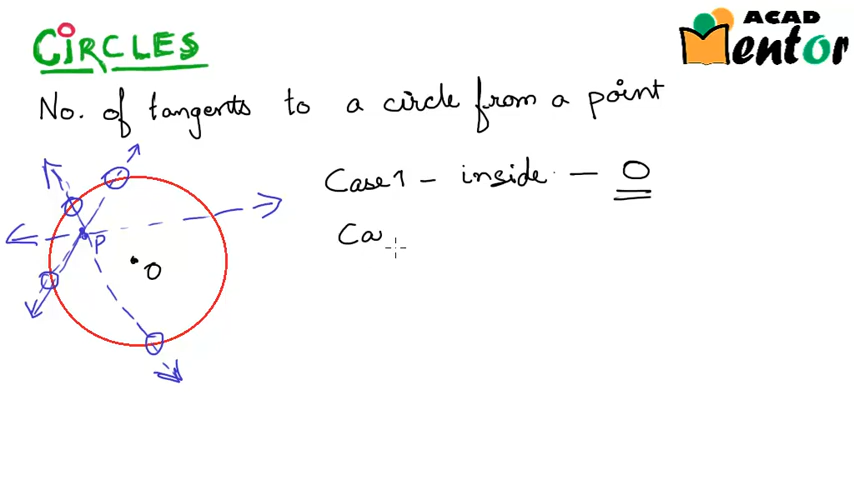 CIRCLES
ACAD
Mentor
No. of tangents to a circle from a point
Case 1 - inside - 0
Ca
P
O